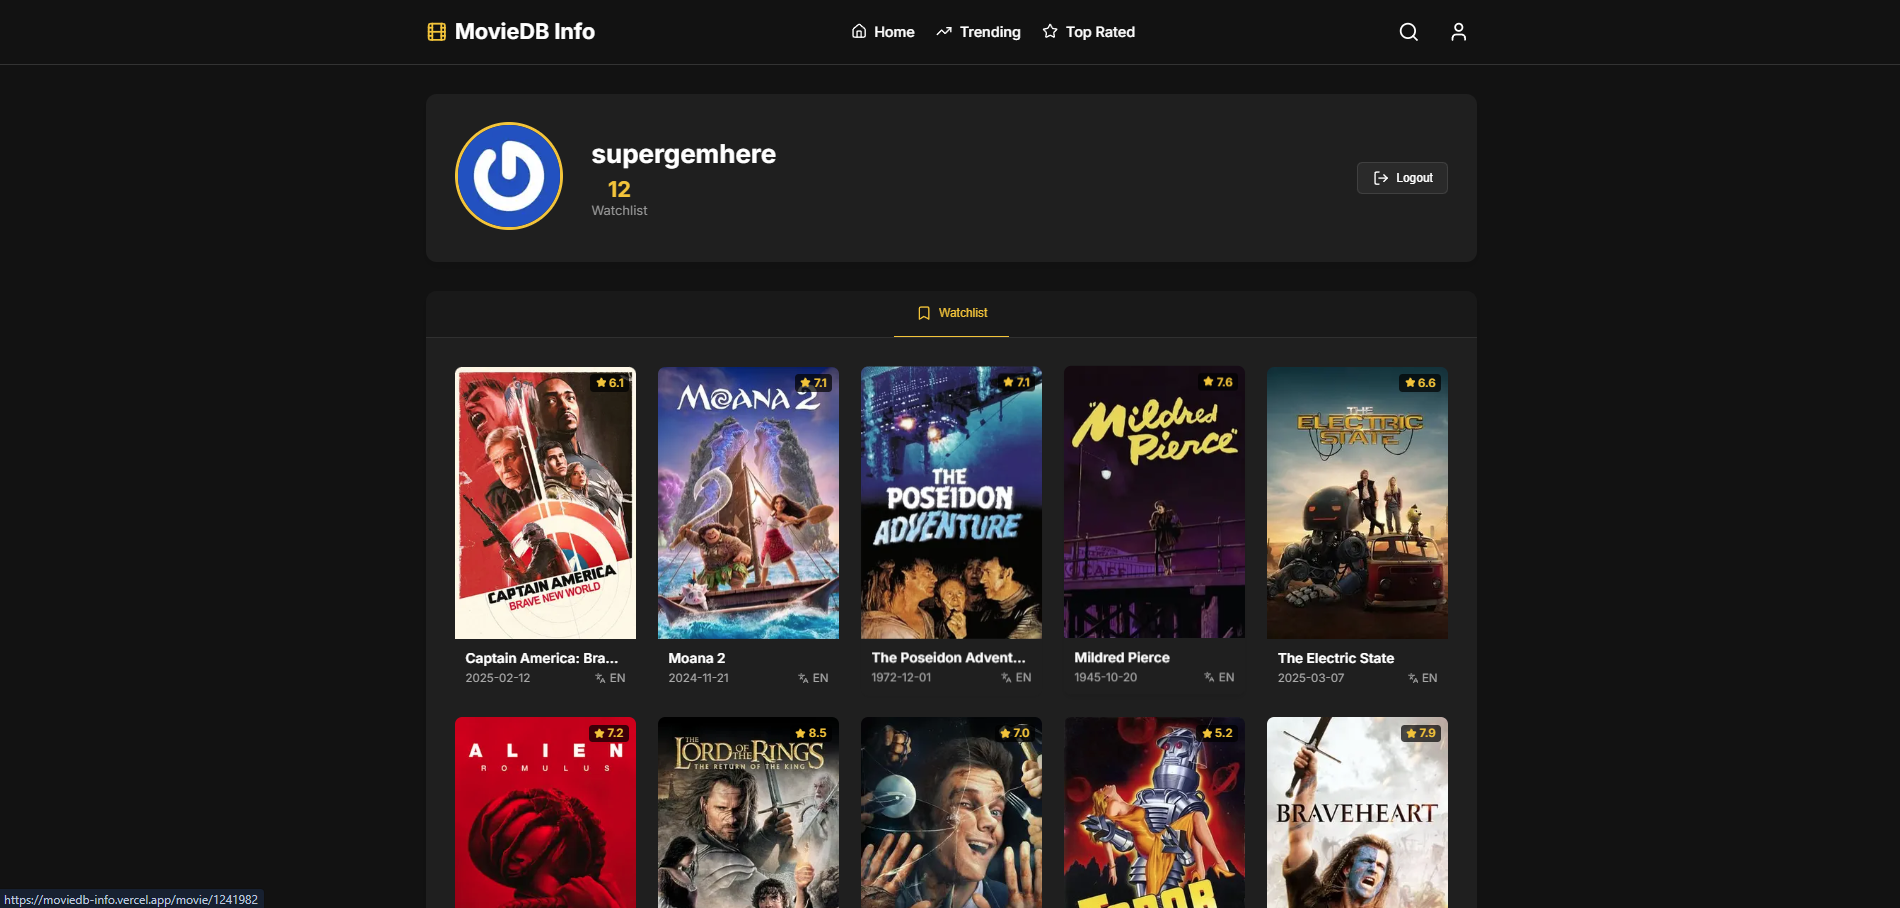 MovieDB Info
Home
Trending
Top Rated
supergemhere
12
Watchlist
Logout
Watchlist
6.1
CAPTAIN AMERICA
BRAVE NEW WORLD
Captain America: Bra...
2025-02-12
EN
7.1
MOANA 2
Moana 2
2024-11-21
EN
7.1
THE
POSEIDON
ADVENTURE
The Poseidon Advent...
1972-12-01
EN
7.6
"Mildred
Pierce"
Mildred Pierce
1945-10-20
EN
6.6
THE
ELECTRIC
STATE
The Electric State
2025-03-07
EN
7.2
ALIEN
ROMULUS
8.5
THE
LORD OF THE RINGS
THE RETURN OF THE KING
7.0
5.2
7.9
BRAVEHEART
https://moviedb-info.vercel.app/movie/1241982